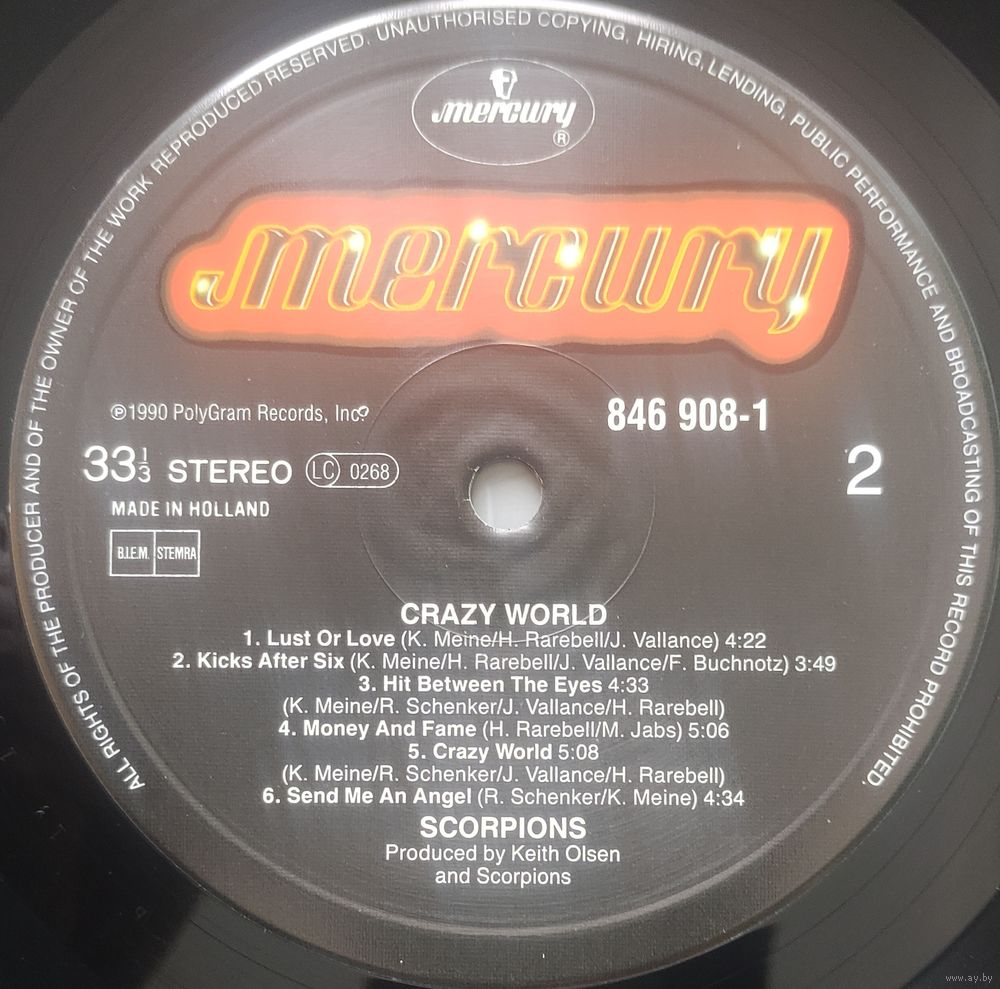 ALL RIGHTS OF THE PRODUCER AND OF THE OWNER OF THE WORK REPRODUCED RESERVED. UNAUTHORISED COPYING, HIRING, LENDING, PUBLIC PERFORMANCE AND BROADCASTING OF THIS RECORD PROHIBITED.
mercury
®
mercury
℗1990 PolyGram Records, Inc.
846 908-1
33⅓ STEREO LC 0268
2
MADE IN HOLLAND
B.I.E.M. STEMRA
CRAZY WORLD
1. Lust Or Love (K. Meine/H. Rarebell/J. Vallance) 4:22
2. Kicks After Six (K. Meine/H. Rarebell/J. Vallance/F. Buchnotz) 3:49
3. Hit Between The Eyes 4:33
(K. Meine/R. Schenker/J. Vallance/H. Rarebell)
4. Money And Fame (H. Rarebell/M. Jabs) 5:06
5. Crazy World 5:08
(K. Meine/R. Schenker/J. Vallance/H. Rarebell)
6. Send Me An Angel (R. Schenker/K. Meine) 4:34
SCORPIONS
Produced by Keith Olsen
and Scorpions
www.ay.by